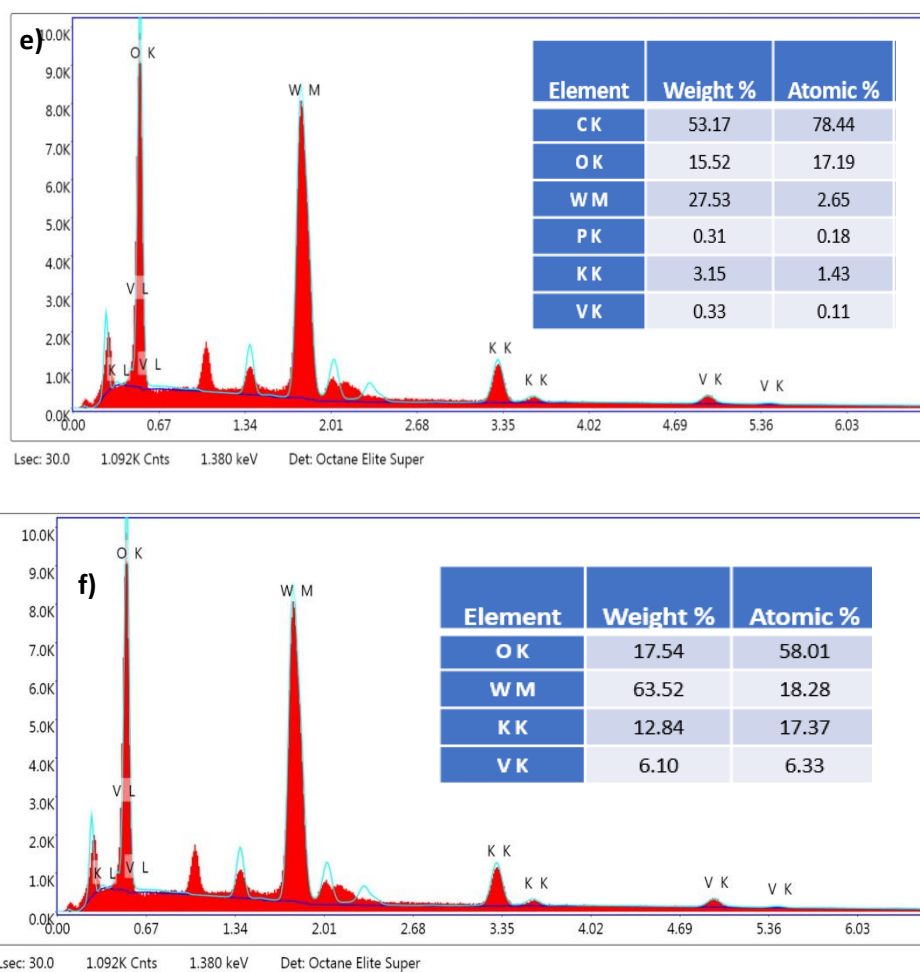 e)
10.0K
9.0K
8.0K
7.0K
6.0K
5.0K
4.0K
3.0K
2.0K
1.0K
0.0K
O K
W M
V L
K L
V L
K K
K K
V K
V K
0.00 0.67 1.34 2.01 2.68 3.35 4.02 4.69 5.36 6.03
Element Weight % Atomic %
C K 53.17 78.44
O K 15.52 17.19
W M 27.53 2.65
P K 0.31 0.18
K K 3.15 1.43
V K 0.33 0.11
Lsec: 30.0 1.092K Cnts 1.380 keV Det: Octane Elite Super
f)
10.0K
9.0K
8.0K
7.0K
6.0K
5.0K
4.0K
3.0K
2.0K
1.0K
0.0K
O K
W M
V L
K L
V L
K K
K K
V K
V K
0.00 0.67 1.34 2.01 2.68 3.35 4.02 4.69 5.36 6.03
Element Weight % Atomic %
O K 17.54 58.01
W M 63.52 18.28
K K 12.84 17.37
V K 6.10 6.33
Lsec: 30.0 1.092K Cnts 1.380 keV Det: Octane Elite Super